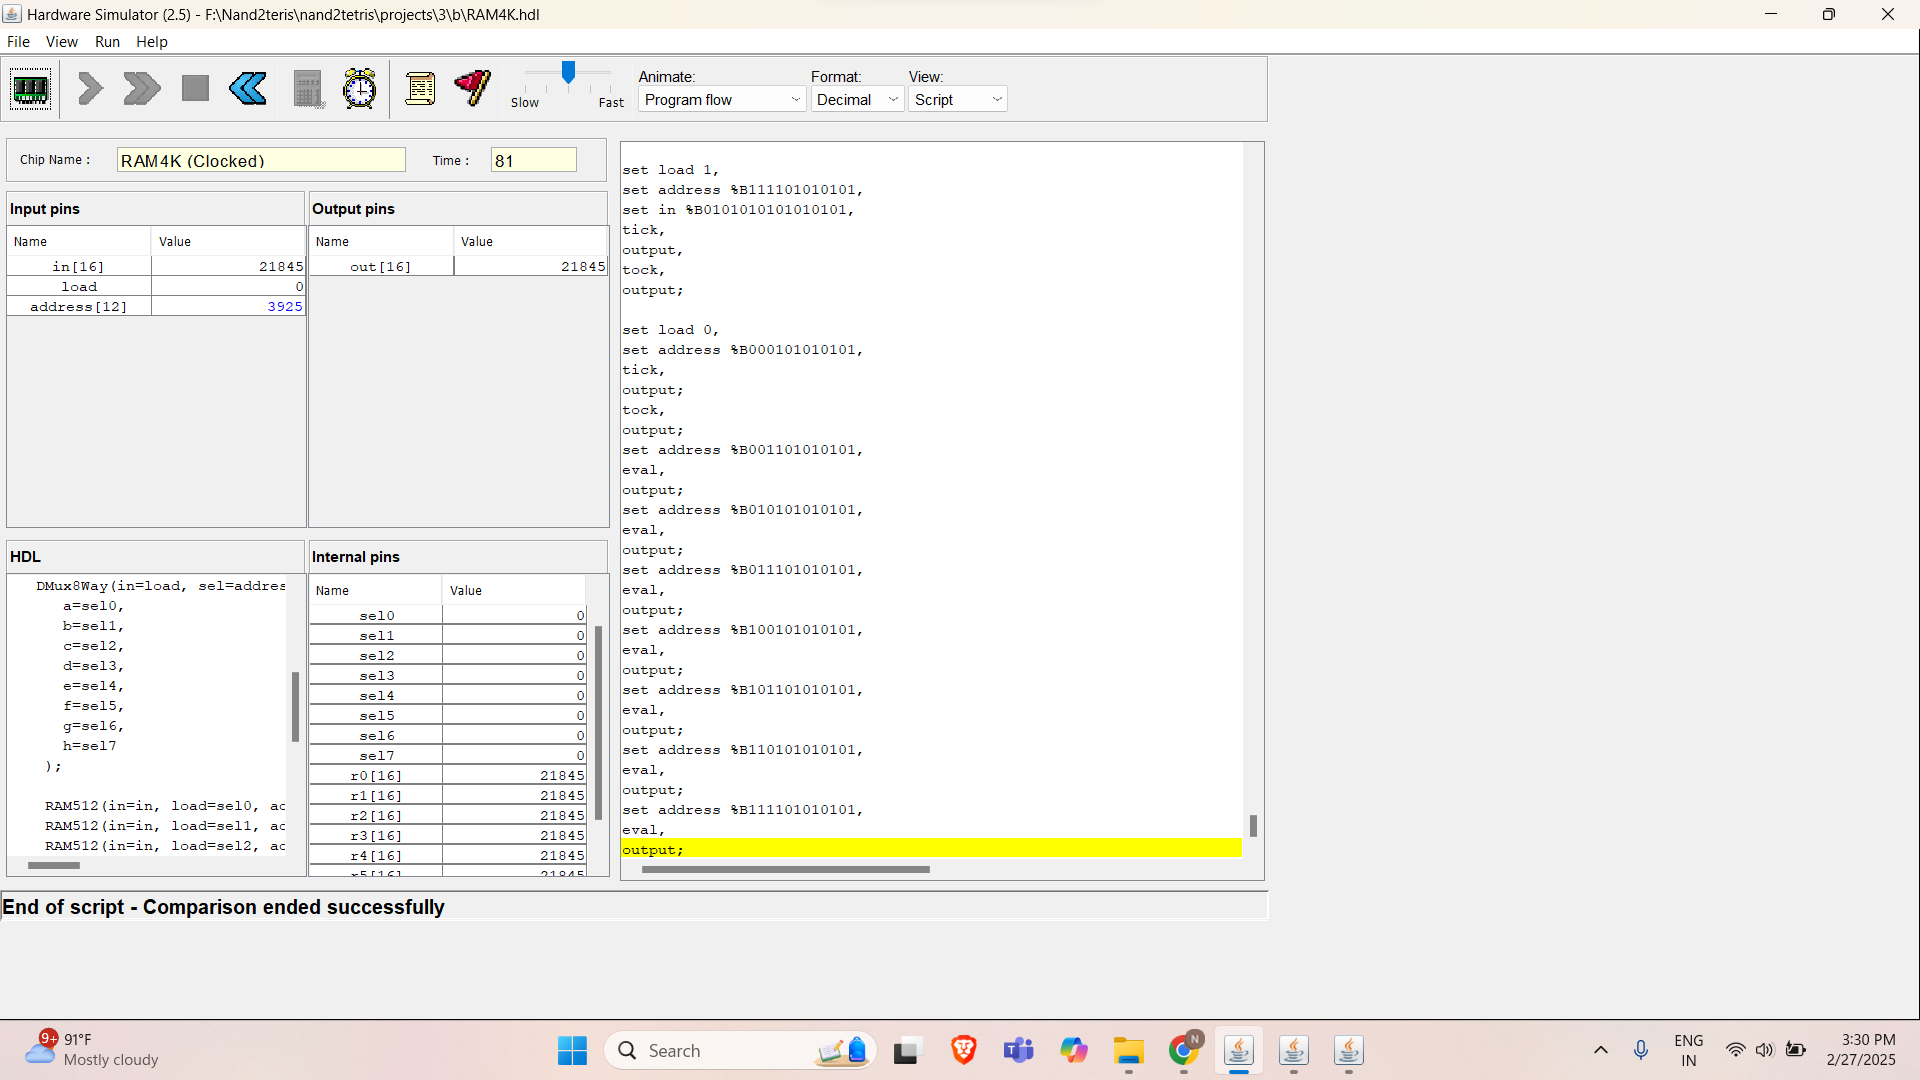 Hardware Simulator (2.5) - F:\Nand2teris\nand2tetris\projects\3\b\RAM4K.hdl
File View Run Help
Slow Fast
Animate: Format: View:
Program flow Decimal Script
Chip Name : RAM4K (Clocked) Time : 81
Input pins
Name Value
in[16] 21845
load 0
address[12] 3925
Output pins
Name Value
out[16] 21845
HDL
DMux8Way(in=load, sel=addres
a=sel0,
b=sel1,
c=sel2,
d=sel3,
e=sel4,
f=sel5,
g=sel6,
h=sel7
);
RAM512(in=in, load=sel0, ad
RAM512(in=in, load=sel1, ad
RAM512(in=in, load=sel2, ad
Internal pins
Name Value
sel0 0
sel1 0
sel2 0
sel3 0
sel4 0
sel5 0
sel6 0
sel7 0
r0[16] 21845
r1[16] 21845
r2[16] 21845
r3[16] 21845
r4[16] 21845
r5[16] 21845
set load 1,
set address %B111101010101,
set in %B0101010101010101,
tick,
output,
tock,
output;
set load 0,
set address %B000101010101,
tick,
output;
tock,
output;
set address %B001101010101,
eval,
output;
set address %B010101010101,
eval,
output;
set address %B011101010101,
eval,
output;
set address %B100101010101,
eval,
output;
set address %B101101010101,
eval,
output;
set address %B110101010101,
eval,
output;
set address %B111101010101,
eval,
output;
End of script - Comparison ended successfully
9+
91°F
Mostly cloudy
Search
N
ENG
IN
3:30 PM
2/27/2025